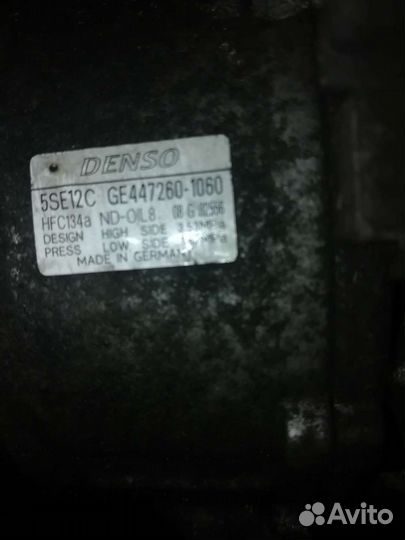 DENSO
5SE12C GE447260-1060
HFC134a ND-OIL8
DESIGN HIGH SIDE
PRESS LOW SIDE
MADE IN GERMANY
Avito